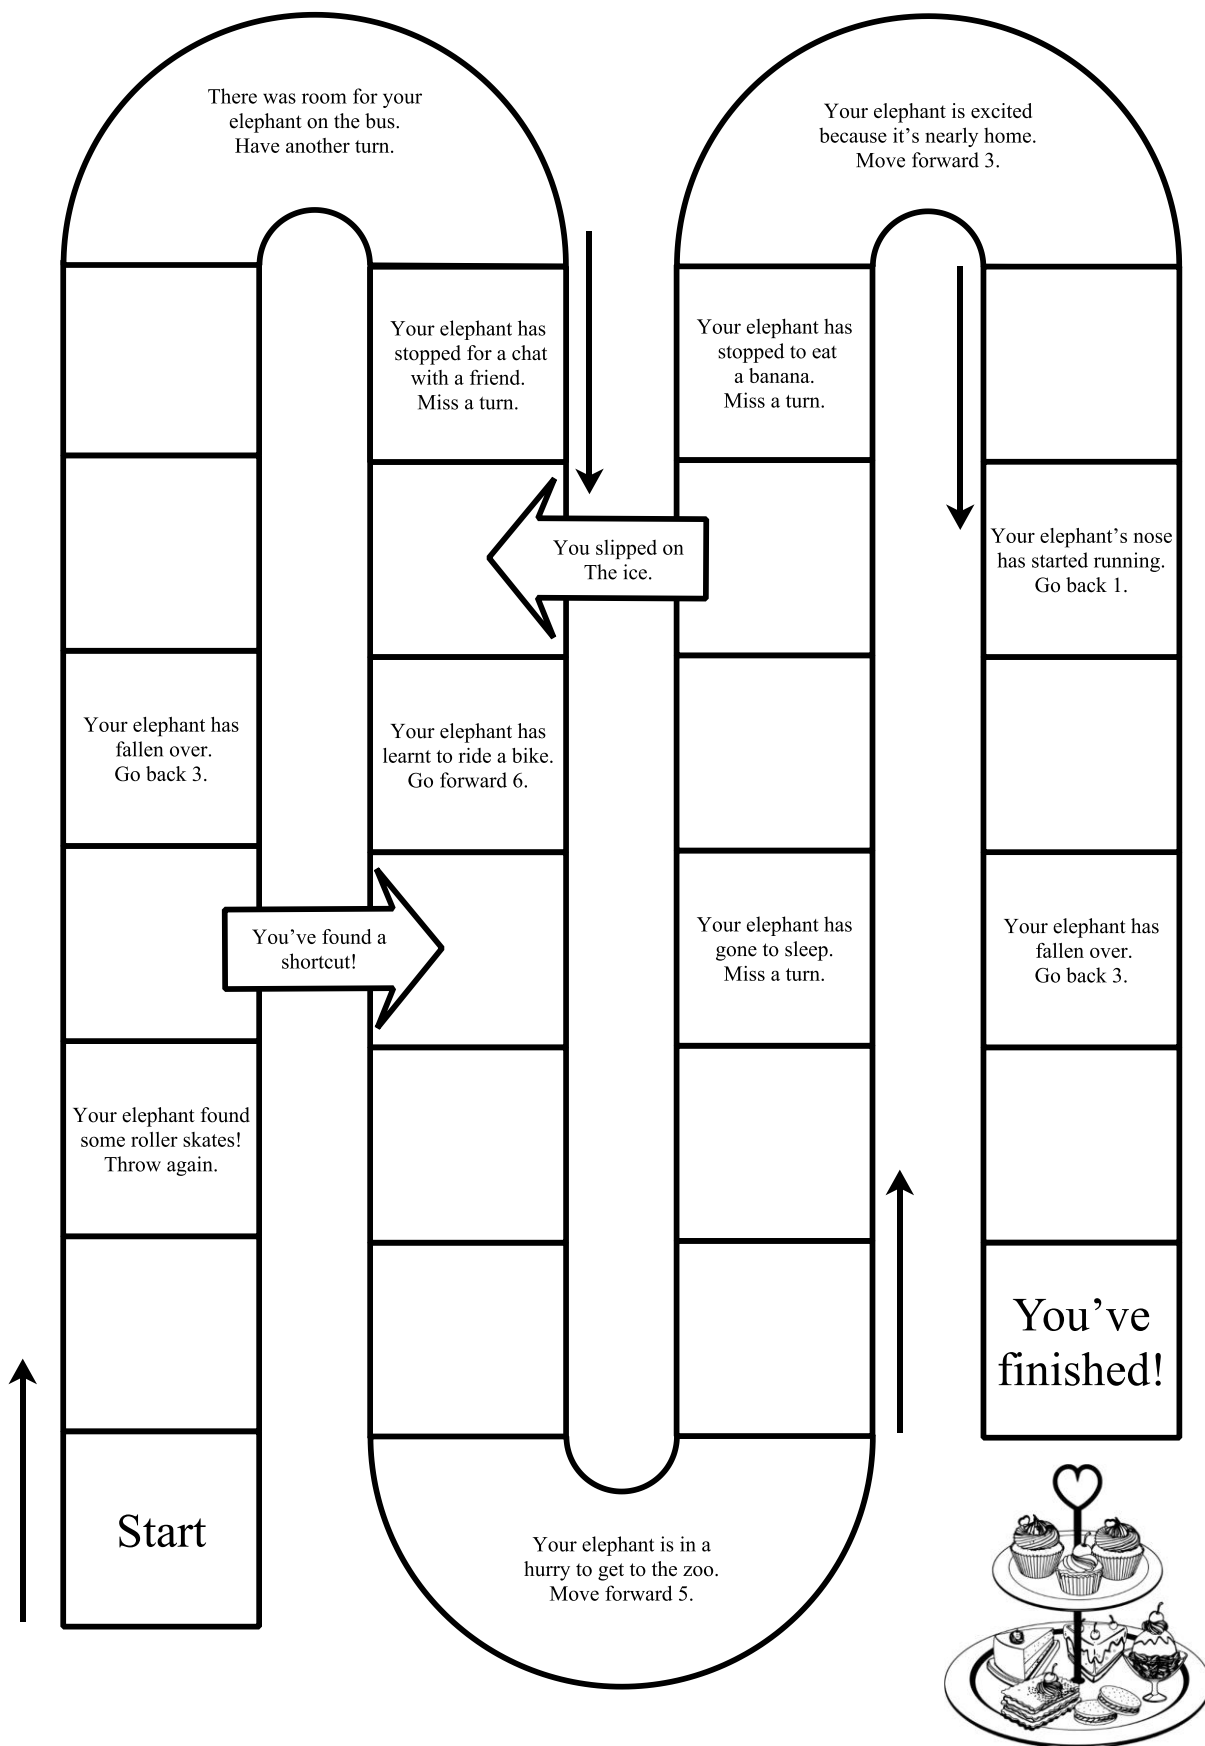 There was room for your
elephant on the bus.
Have another turn.
Your elephant is excited
because it's nearly home.
Move forward 3.
Your elephant has
stopped for a chat
with a friend.
Miss a turn.
Your elephant has
stopped to eat
a banana.
Miss a turn.
You slipped on
The ice.
Your elephant’s nose
has started running.
Go back 1.
Your elephant has
fallen over.
Go back 3.
Your elephant has
learnt to ride a bike.
Go forward 6.
You’ve found a
shortcut!
Your elephant has
gone to sleep.
Miss a turn.
Your elephant has
fallen over.
Go back 3.
Your elephant found
some roller skates!
Throw again.
You’ve
finished!
Start
Your elephant is in a
hurry to get to the zoo.
Move forward 5.